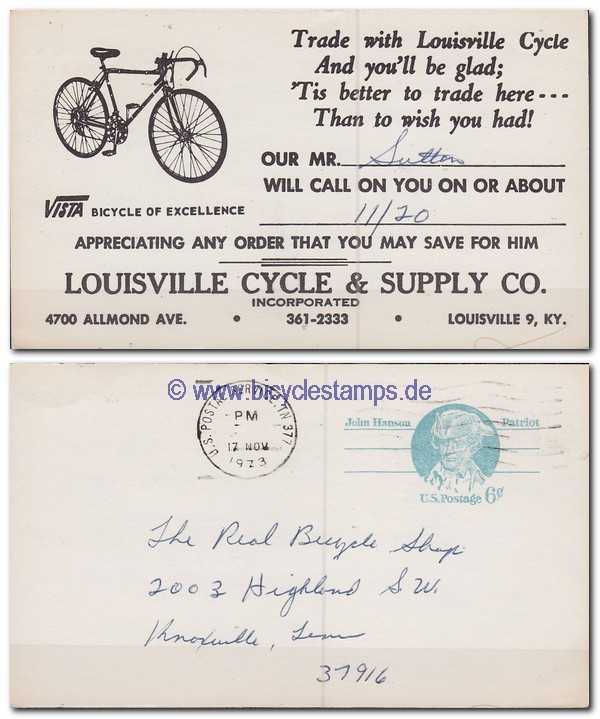 Trade with Louisville Cycle
And you'll be glad;
'Tis better to trade here---
Than to wish you had!
OUR MR. Sutton
WILL CALL ON YOU ON OR ABOUT
11/20
VISTA BICYCLE OF EXCELLENCE
APPRECIATING ANY ORDER THAT YOU MAY SAVE FOR HIM
LOUISVILLE CYCLE & SUPPLY CO.
INCORPORATED
4700 ALLMOND AVE. • 361-2333 • LOUISVILLE 9, KY.
© www.bicyclestamps.de
U.S. POSTAL TN 377
PM
17 NOV
1973
John Hanson Patriot
U.S. Postage 6¢
The Real Bicycle Shop
2003 Highland S.W.
Knoxville, Tenn
37916